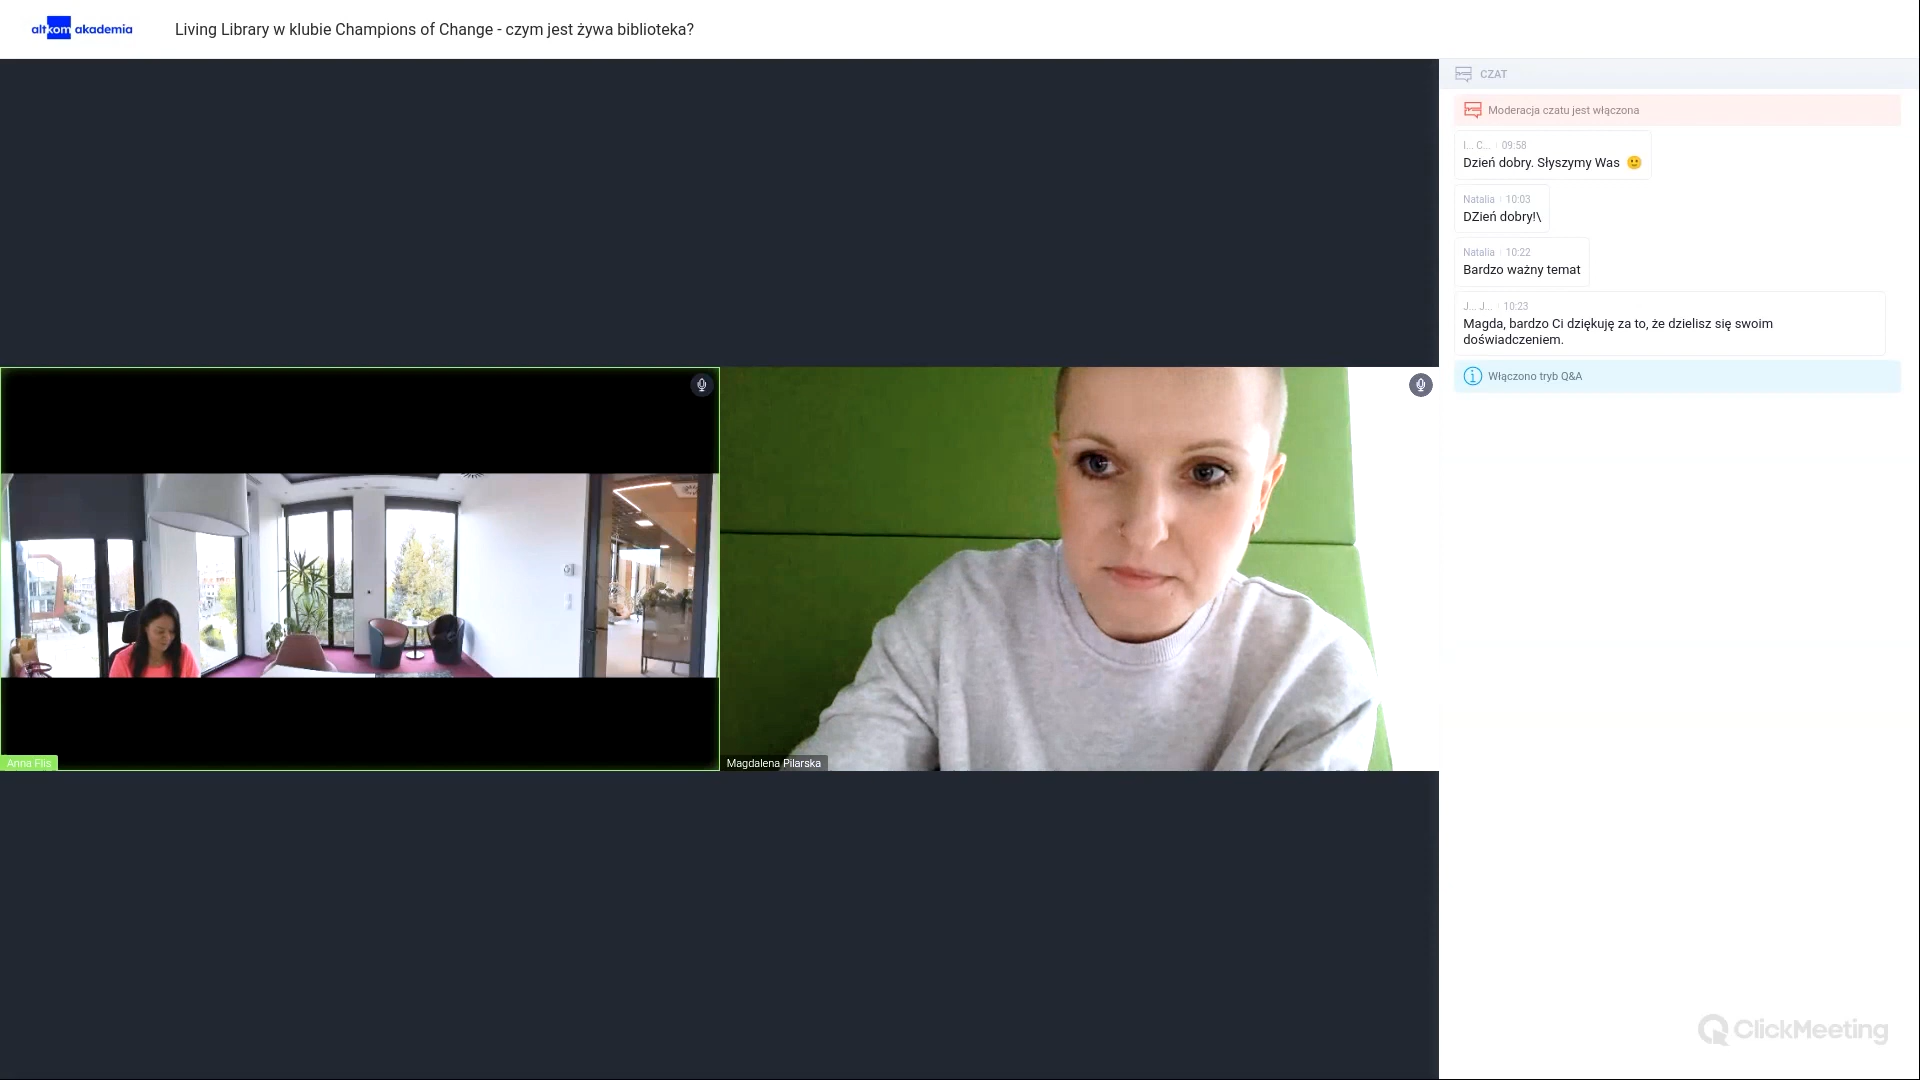 altkom akademia
Living Library w klubie Champions of Change - czym jest żywa biblioteka?
CZAT
Moderacja czatu jest włączona
I... C... 09:58
Dzień dobry. Słyszymy Was 🙂
Natalia 10:03
DZień dobry!\
Natalia 10:22
Bardzo ważny temat
J... J... 10:23
Magda, bardzo Ci dziękuję za to, że dzielisz się swoim
doświadczeniem.
Włączono tryb Q&A
Anna Flis
Magdalena Pilarska
ClickMeeting